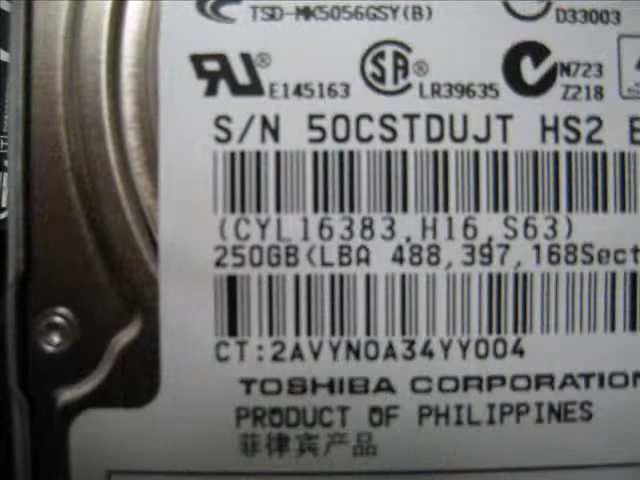 TSD-MK5056GSY(B)
D33003
E145163
SA
LR39635
N723
Z218
S/N 50CSTDUJT HS2
(CYL16383,H16,S63)
250GB(LBA 488,397,168Sect
CT:2AVYN0A34YY004
TOSHIBA CORPORATION
PRODUCT OF PHILIPPINES
菲律宾产品